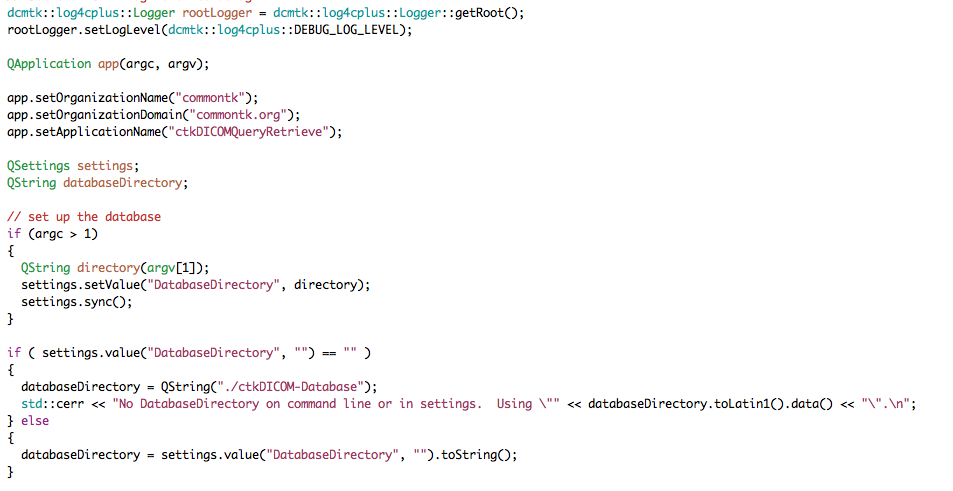 dcmtk::log4cplus::Logger rootLogger = dcmtk::log4cplus::Logger::getRoot();
rootLogger.setLogLevel(dcmtk::log4cplus::DEBUG_LOG_LEVEL);

QApplication app(argc, argv);

app.setOrganizationName("commontk");
app.setOrganizationDomain("commontk.org");
app.setApplicationName("ctkDICOMQueryRetrieve");

QSettings settings;
QString databaseDirectory;

// set up the database
if (argc > 1)
{
  QString directory(argv[1]);
  settings.setValue("DatabaseDirectory", directory);
  settings.sync();
}

if ( settings.value("DatabaseDirectory", "") == "" )
{
  databaseDirectory = QString("./ctkDICOM-Database");
  std::cerr << "No DatabaseDirectory on command line or in settings.  Using \"" << databaseDirectory.toLatin1().data() << "\".\n";
} else
{
  databaseDirectory = settings.value("DatabaseDirectory", "").toString();
}